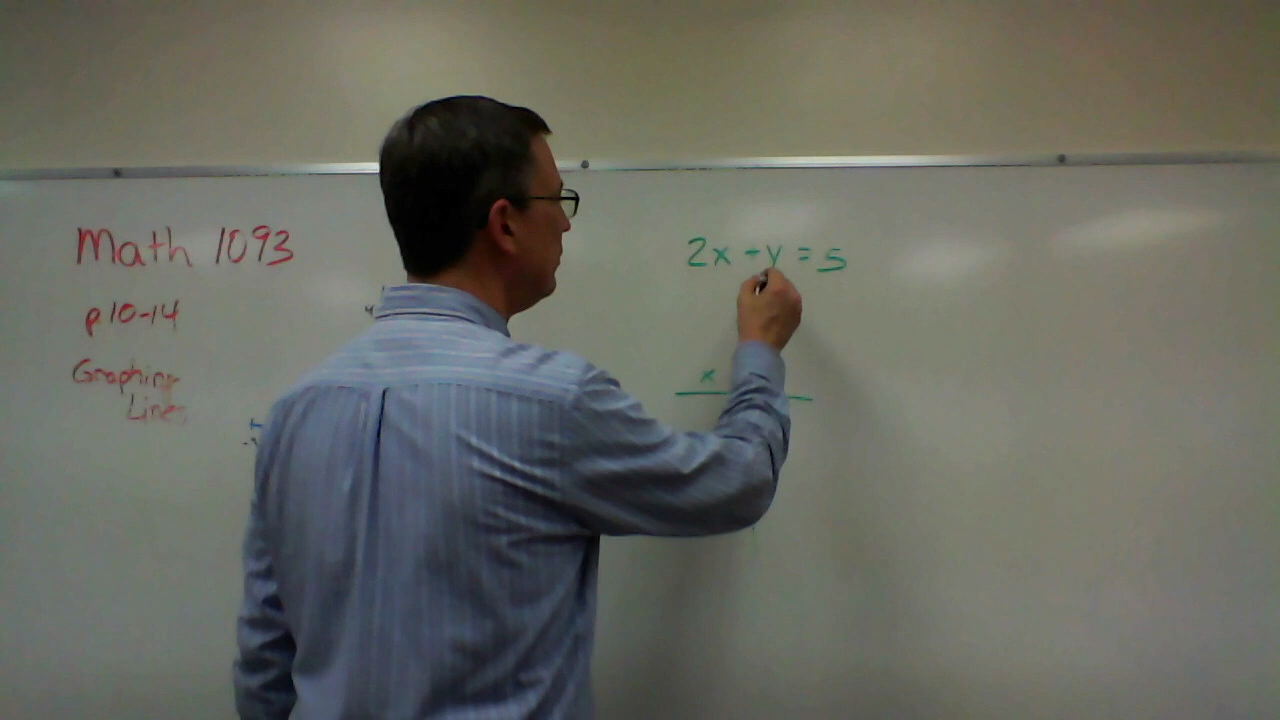 Math 1093
p10-14
Graphing
Lines
2x - y = 5
x